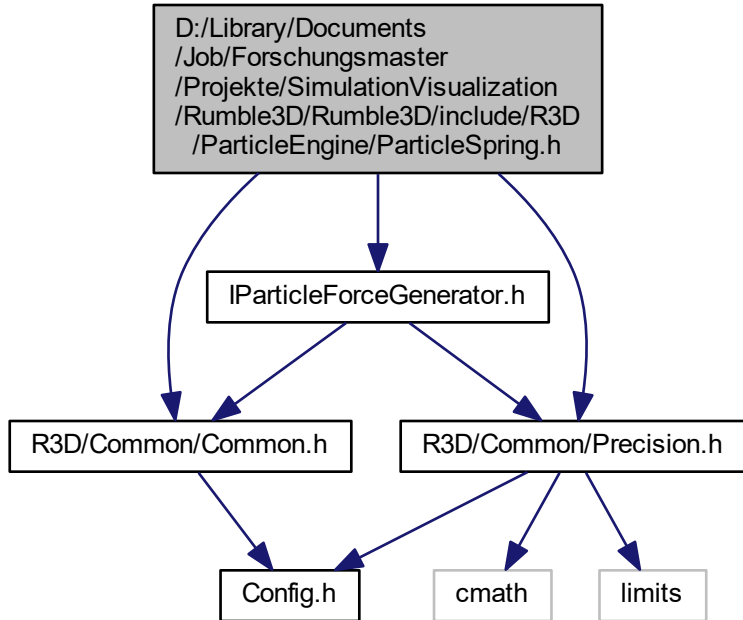 D:/Library/Documents
/Job/Forschungsmaster
/Projekte/SimulationVisualization
/Rumble3D/Rumble3D/include/R3D
/ParticleEngine/ParticleSpring.h
IParticleForceGenerator.h
R3D/Common/Common.h
R3D/Common/Precision.h
Config.h
cmath
limits